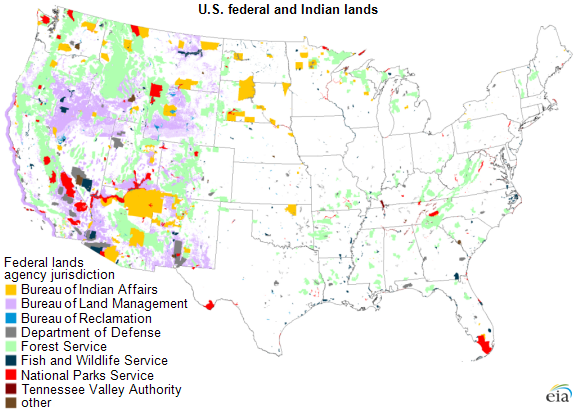 U.S. federal and Indian lands
Federal lands
agency jurisdiction
Bureau of Indian Affairs
Bureau of Land Management
Bureau of Reclamation
Department of Defense
Forest Service
Fish and Wildlife Service
National Parks Service
Tennessee Valley Authority
other
eia